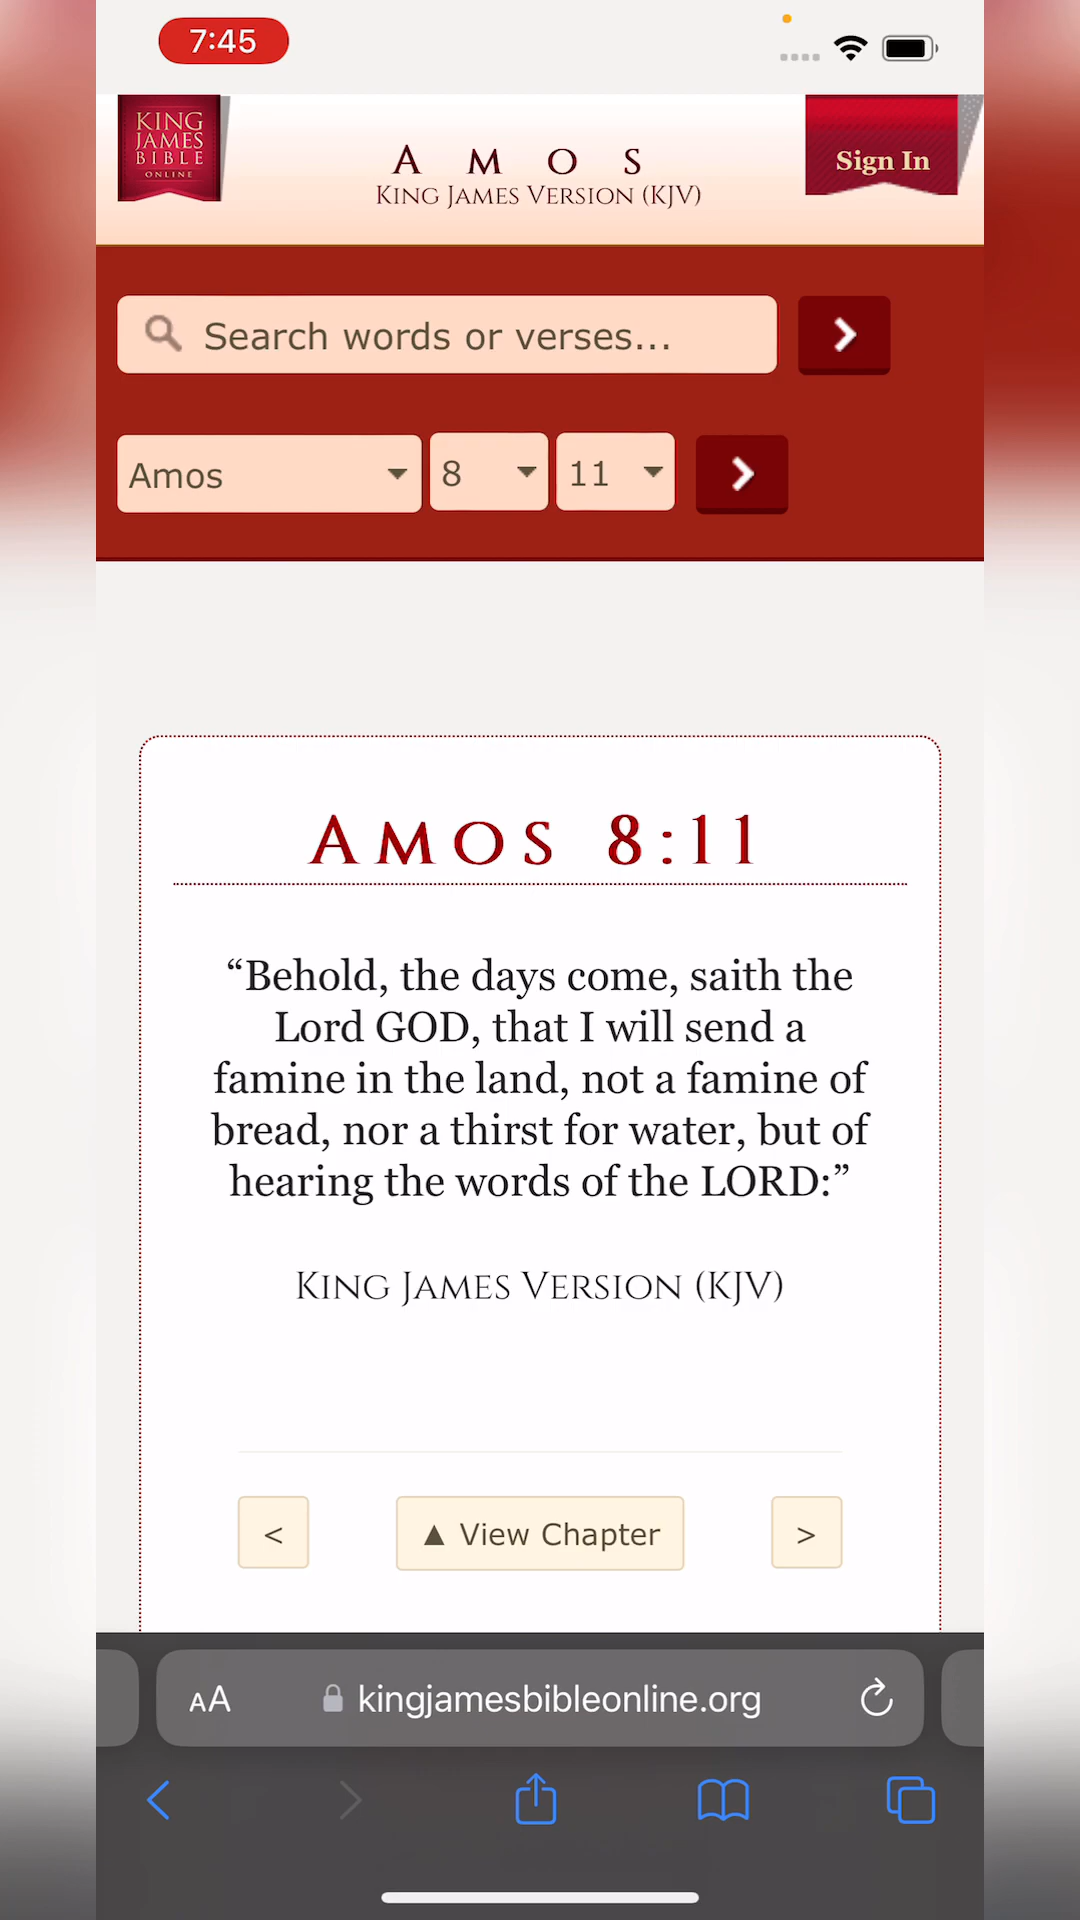 7:45
KING
JAMES
BIBLE
ONLINE
AMOS
KING JAMES VERSION (KJV)
Sign In
Search words or verses...
Amos 8 11
AMOS 8:11
“Behold, the days come, saith the
Lord GOD, that I will send a
famine in the land, not a famine of
bread, nor a thirst for water, but of
hearing the words of the LORD:”
KING JAMES VERSION (KJV)
< ▲ View Chapter >
AA kingjamesbibleonline.org